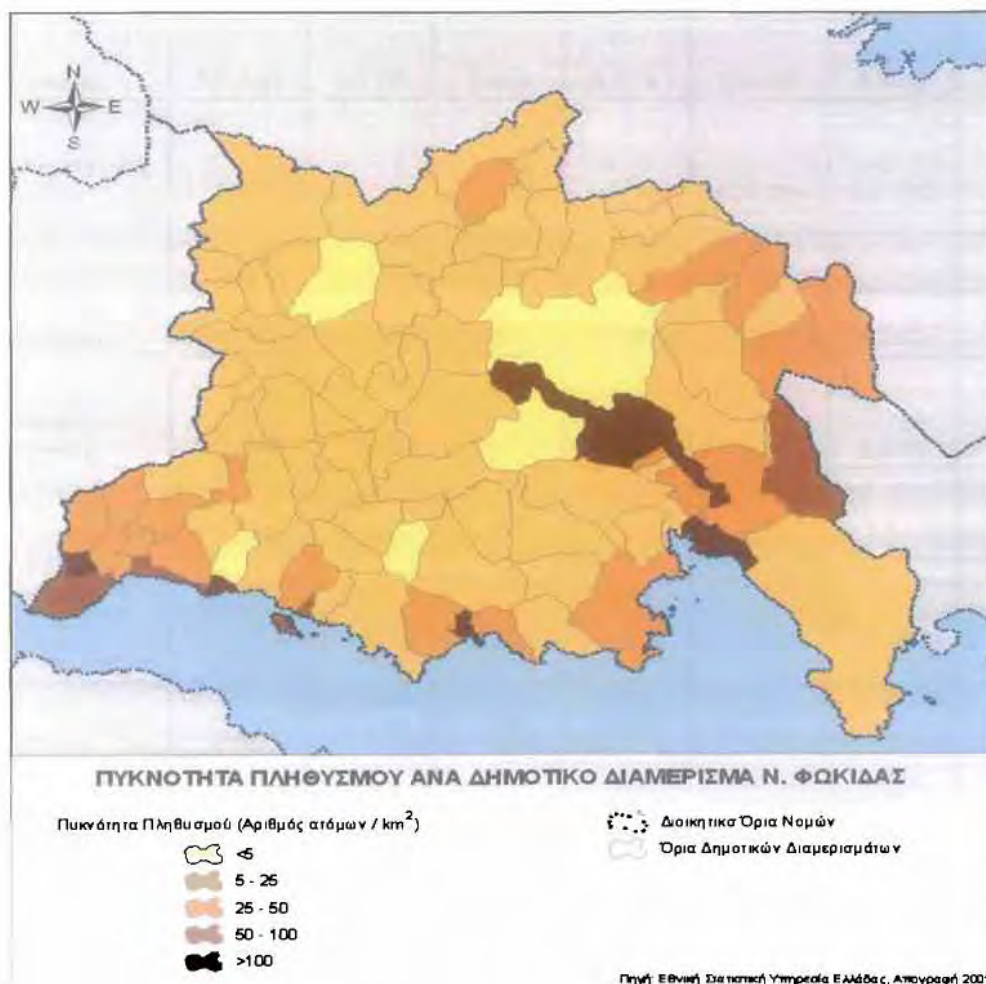 N
W E
S
ΠΥΚΝΟΤΗΤΑ ΠΛΗΘΥΣΜΟΥ ΑΝΑ ΔΗΜΟΤΙΚΟ ΔΙΑΜΕΡΙΣΜΑ Ν. ΦΩΚΙΔΑΣ
Πυκνότητα Πληθυσμού (Αριθμός ατόμων / km²)
<5
5 - 25
25 - 50
50 - 100
>100
Διοικητικα Όρια Νομών
Όρια Δημοτικών Διαμερισμάτων
Πηγή: Εθνική Στατιστική Υπηρεσία Ελλάδας, Απογραφή 2001